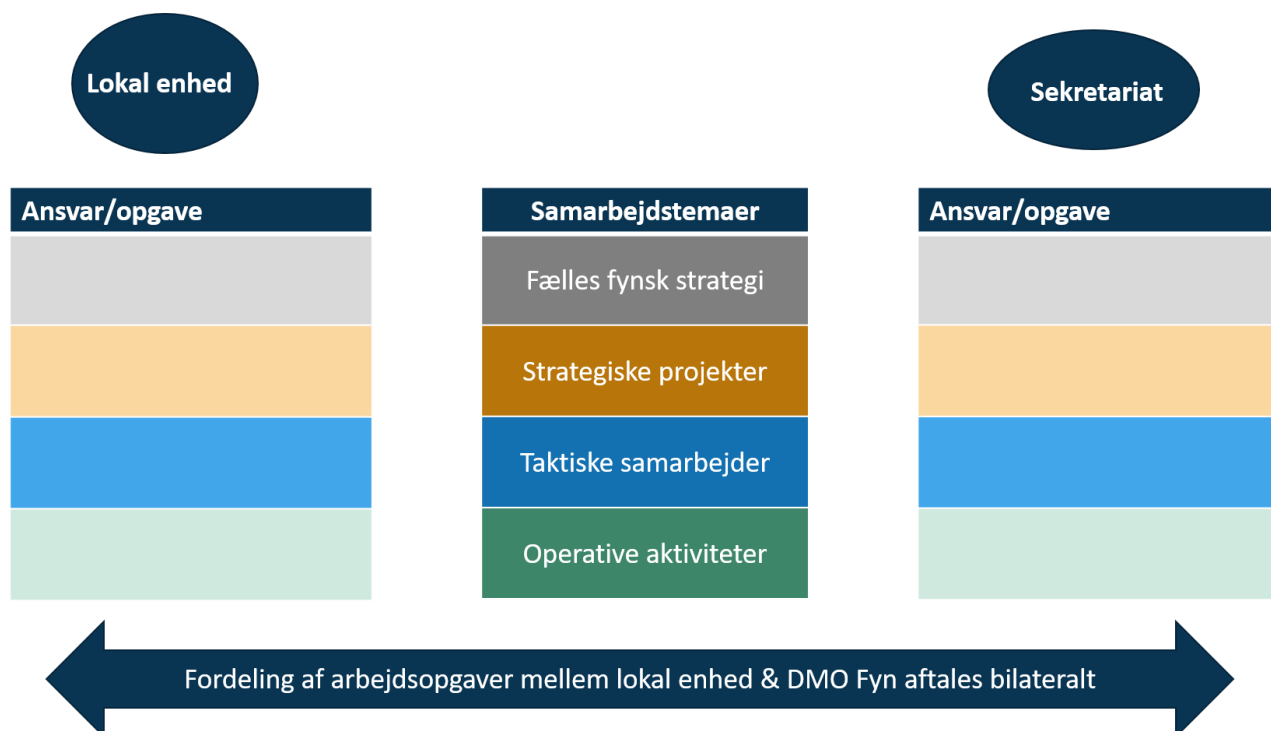 Lokal enhed
Sekretariat
Ansvar/opgave
Samarbejdstemaer
Ansvar/opgave
Fælles fynsk strategi
Strategiske projekter
Taktiske samarbejder
Operative aktiviteter
Fordeling af arbejdsopgaver mellem lokal enhed & DMO Fyn aftales bilateralt